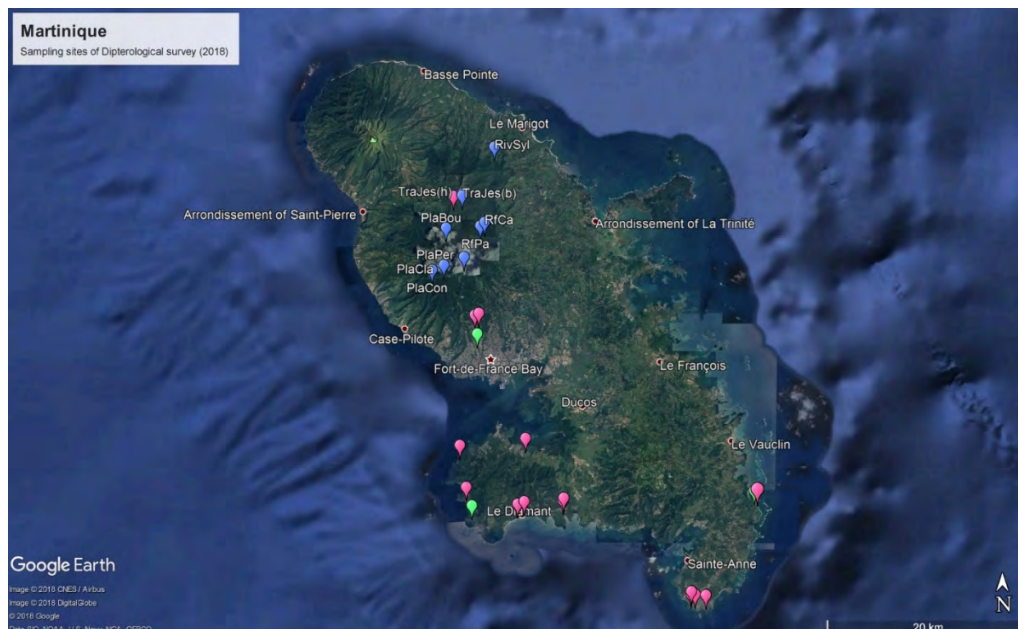 Martinique
Sampling sites of Dipterological survey (2018)
Basse Pointe
Le Marigot
RivSyl
TraJes(h)
TraJes(b)
Arrondissement of Saint-Pierre
PlaBou
RfCa
Arrondissement of La Trinité
RfPa
PlaPer
PlaCla
PlaCon
Case-Pilote
Fort-de-France Bay
Le François
Duços
Le Vauclin
Le Diamant
Google Earth
Sainte-Anne
Image © 2018 CNES / Airbus
Image © 2018 DigitalGlobe
© 2018 Google
N
20 km